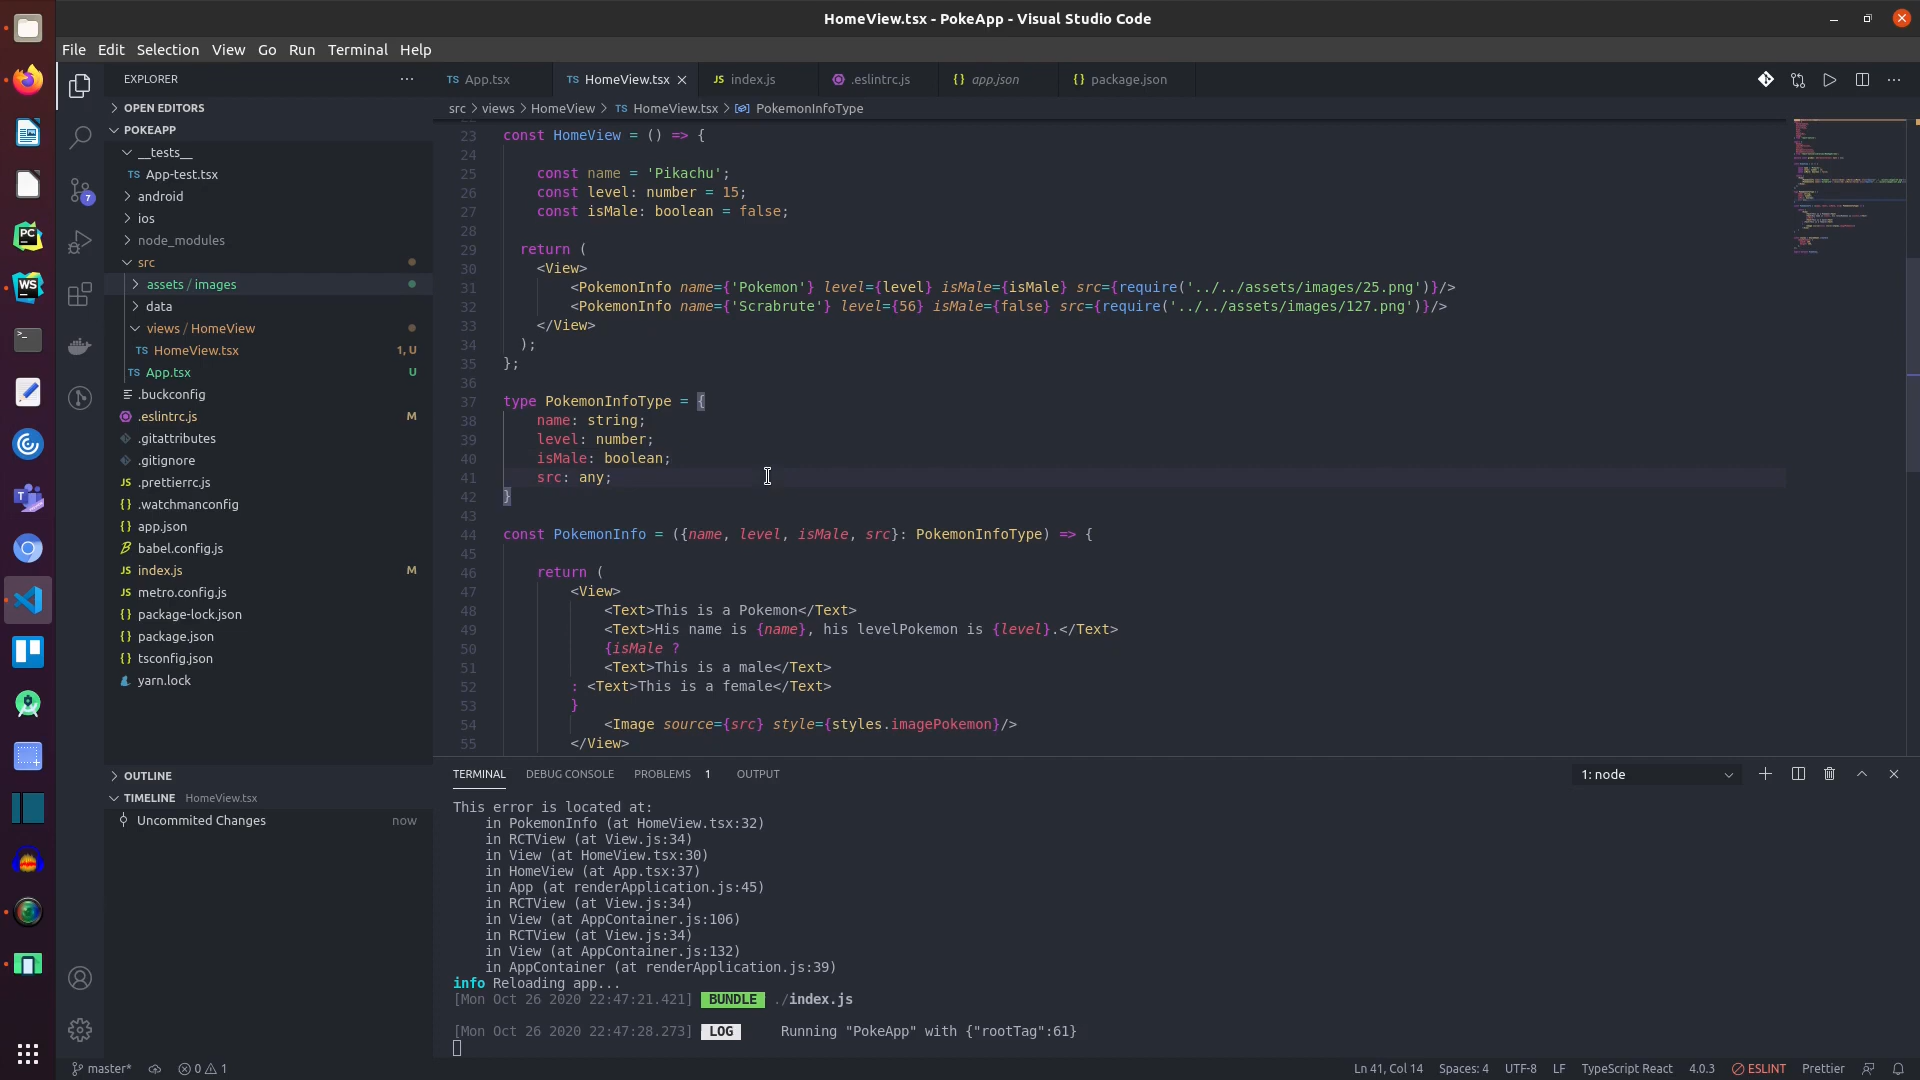 HomeView.tsx - PokeApp - Visual Studio Code
File Edit Selection View Go Run Terminal Help
EXPLORER
OPEN EDITORS
POKEAPP
__tests__
TS App-test.tsx
android
ios
node_modules
src
assets / images
data
views / HomeView
TS HomeView.tsx 1, U
TS App.tsx U
.buckconfig
.eslintrc.js M
.gitattributes
.gitignore
JS .prettierrc.js
{} .watchmanconfig
{} app.json
babel.config.js
JS index.js M
JS metro.config.js
{} package-lock.json
{} package.json
{} tsconfig.json
yarn.lock
OUTLINE
TIMELINE HomeView.tsx
Uncommited Changes now
7
PC
WS
TS App.tsx TS HomeView.tsx JS index.js .eslintrc.js {} app.json {} package.json
src > views > HomeView > TS HomeView.tsx > PokemonInfoType
23 const HomeView = () => {
24
25 const name = 'Pikachu';
26 const level: number = 15;
27 const isMale: boolean = false;
28
29 return (
30 <View>
31 <PokemonInfo name={'Pokemon'} level={level} isMale={isMale} src={require('../../assets/images/25.png')}/>
32 <PokemonInfo name={'Scrabrute'} level={56} isMale={false} src={require('../../assets/images/127.png')}/>
33 </View>
34 );
35 };
36
37 type PokemonInfoType = {
38 name: string;
39 level: number;
40 isMale: boolean;
41 src: any;
42 }
43
44 const PokemonInfo = ({name, level, isMale, src}: PokemonInfoType) => {
45
46 return (
47 <View>
48 <Text>This is a Pokemon</Text>
49 <Text>His name is {name}, his levelPokemon is {level}.</Text>
50 {isMale ?
51 <Text>This is a male</Text>
52 : <Text>This is a female</Text>
53 }
54 <Image source={src} style={styles.imagePokemon}/>
55 </View>
TERMINAL DEBUG CONSOLE PROBLEMS 1 OUTPUT 1: node
This error is located at:
in PokemonInfo (at HomeView.tsx:32)
in RCTView (at View.js:34)
in View (at HomeView.tsx:30)
in HomeView (at App.tsx:37)
in App (at renderApplication.js:45)
in RCTView (at View.js:34)
in View (at AppContainer.js:106)
in RCTView (at View.js:34)
in View (at AppContainer.js:132)
in AppContainer (at renderApplication.js:39)
info Reloading app...
[Mon Oct 26 2020 22:47:21.421] BUNDLE ./index.js
[Mon Oct 26 2020 22:47:28.273] LOG Running "PokeApp" with {"rootTag":61}
master* 0 1 Ln 41, Col 14 Spaces: 4 UTF-8 LF TypeScript React 4.0.3 ESLINT Prettier